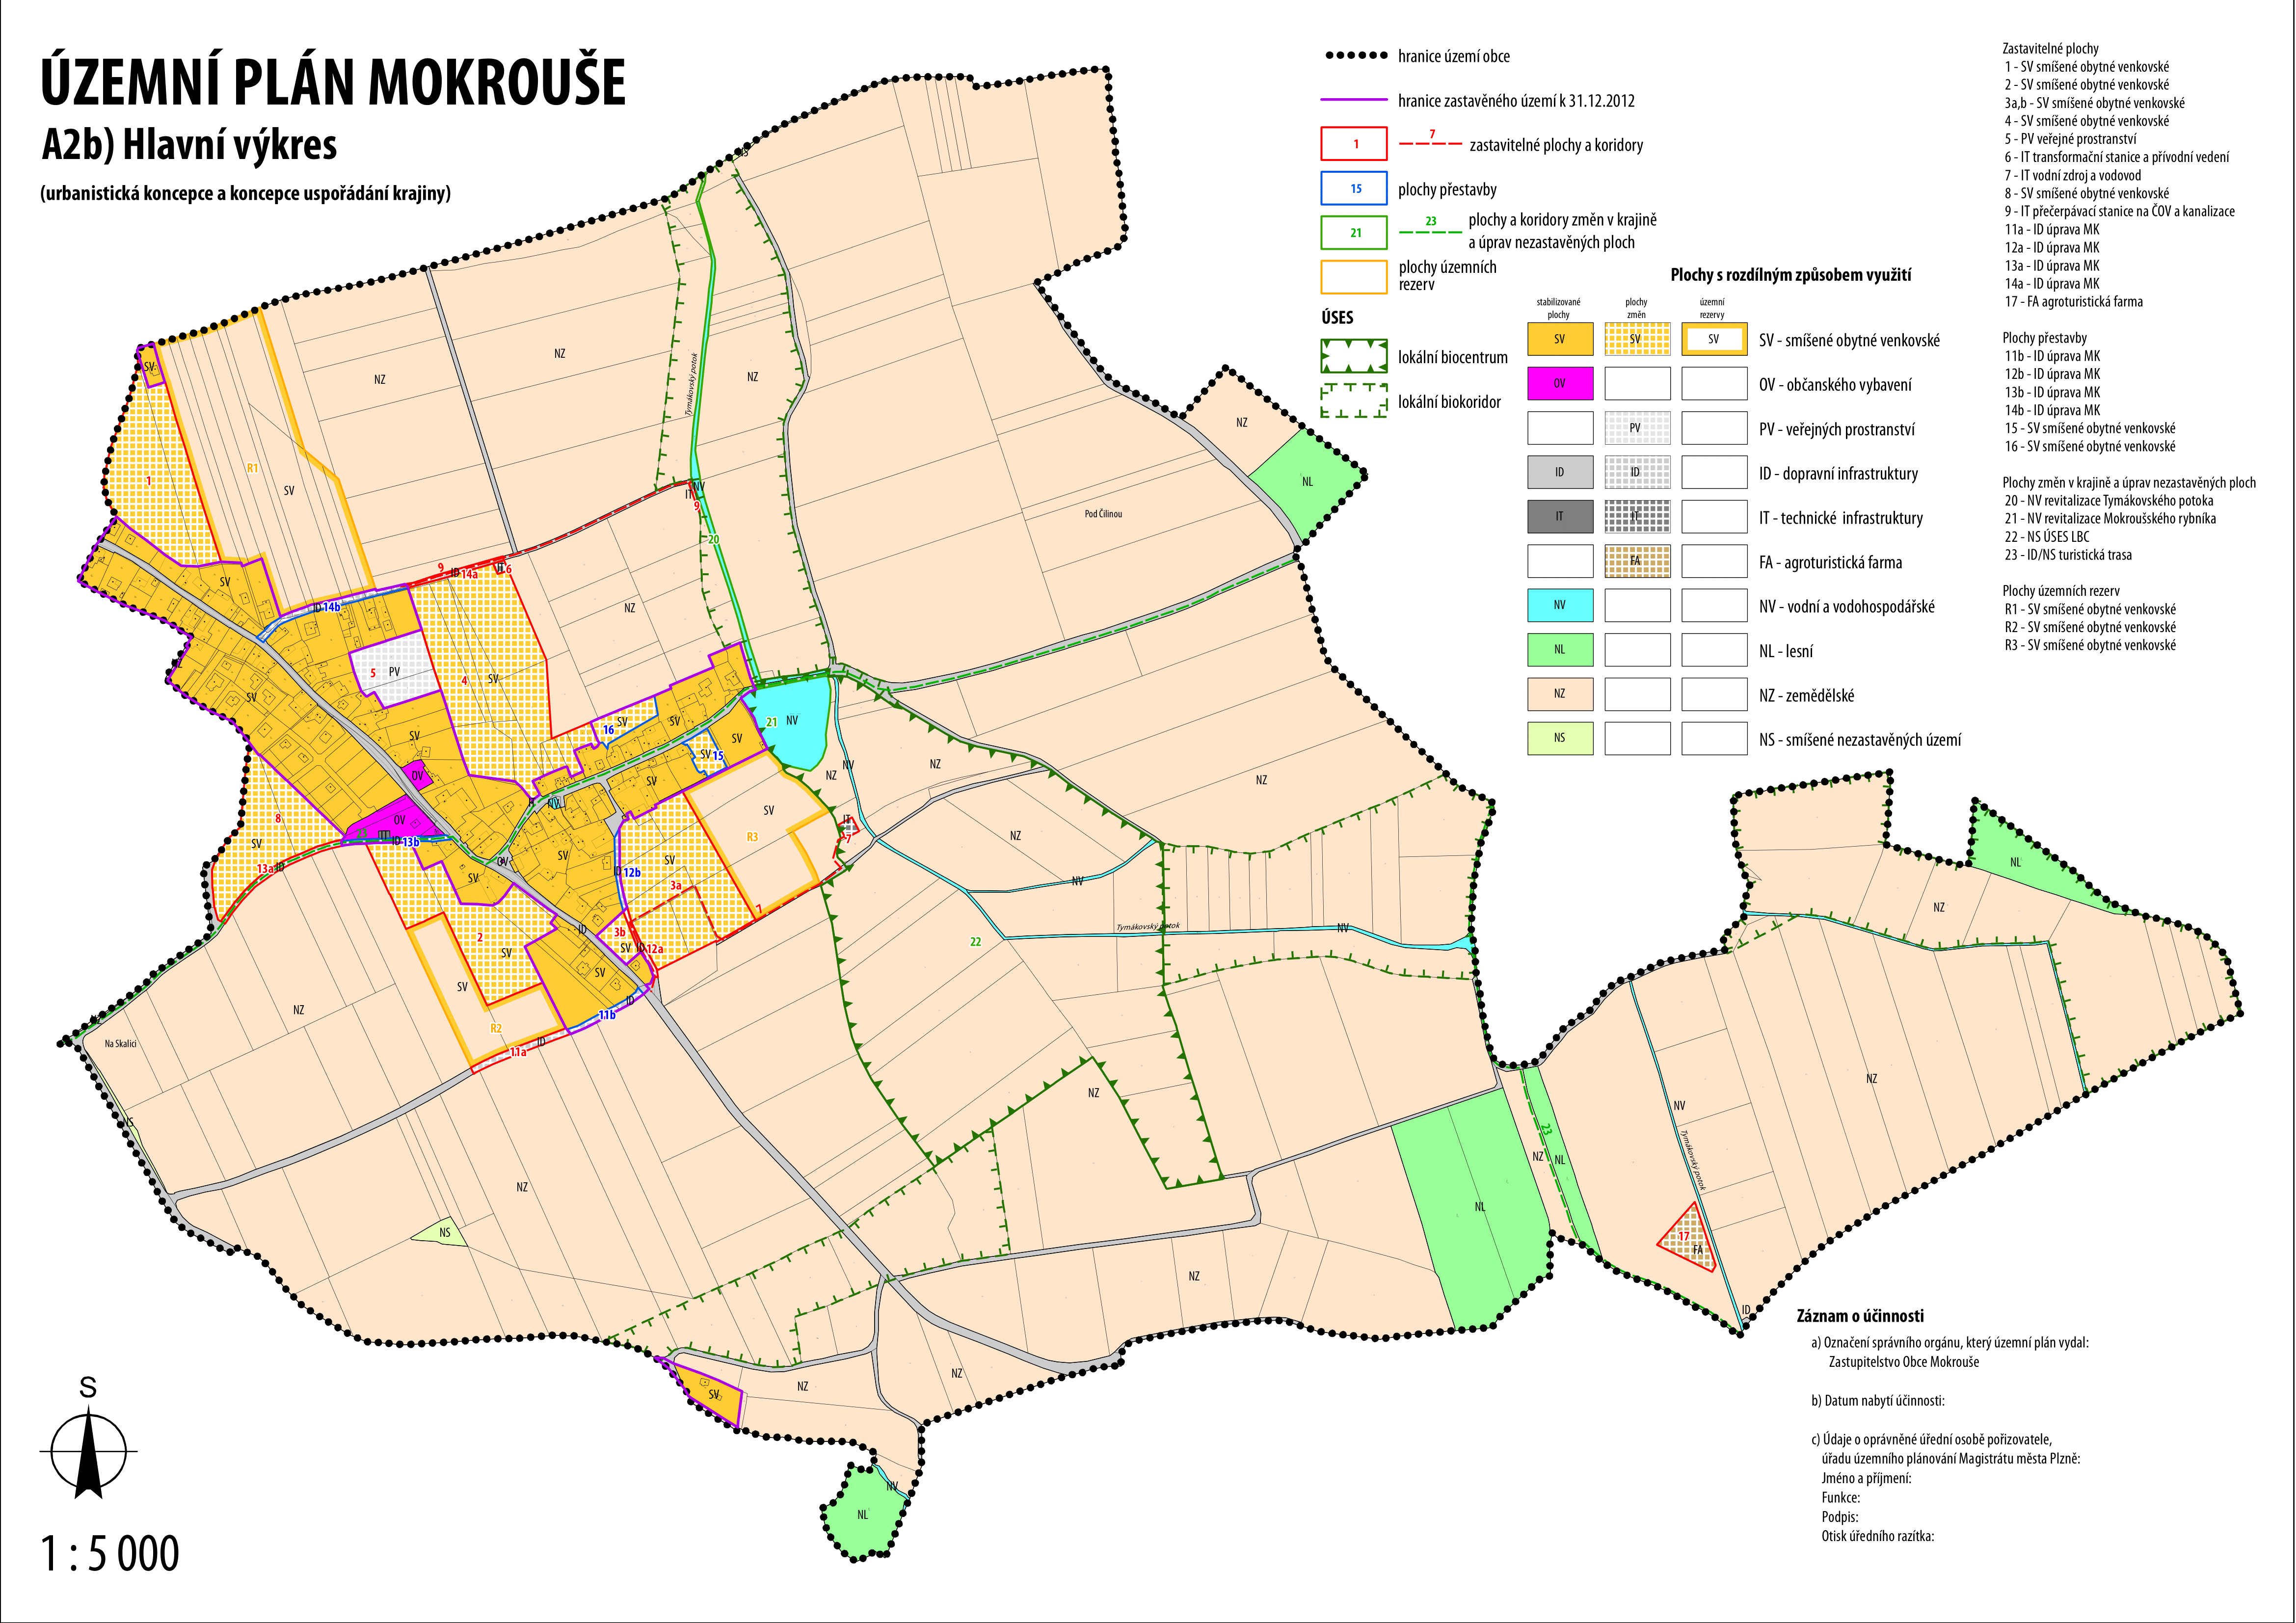 ÚZEMNÍ PLÁN MOKROUŠE
A2b) Hlavní výkres
(urbanistická koncepce a koncepce uspořádání krajiny)
hranice území obce
hranice zastavěného území k 31.12.2012
1
7
zastavitelné plochy a koridory
15
plochy přestavby
21
23
plochy a koridory změn v krajině
a úprav nezastavěných ploch
plochy územních
rezerv
ÚSES
lokální biocentrum
lokální biokoridor
Plochy s rozdílným způsobem využití
stabilizované
plochy
plochy
změn
územní
rezervy
SV
SV
SV
SV - smíšené obytné venkovské
OV
OV - občanského vybavení
PV
PV - veřejných prostranství
ID
ID
ID - dopravní infrastruktury
IT
IT
IT - technické infrastruktury
FA
FA - agroturistická farma
NV
NV - vodní a vodohospodářské
NL
NL - lesní
NZ
NZ - zemědělské
NS
NS - smíšené nezastavěných území
Zastavitelné plochy
1 - SV smíšené obytné venkovské
2 - SV smíšené obytné venkovské
3a,b - SV smíšené obytné venkovské
4 - SV smíšené obytné venkovské
5 - PV veřejné prostranství
6 - IT transformační stanice a přívodní vedení
7 - IT vodní zdroj a vodovod
8 - SV smíšené obytné venkovské
9 - IT přečerpávací stanice na ČOV a kanalizace
11a - ID úprava MK
12a - ID úprava MK
13a - ID úprava MK
14a - ID úprava MK
17 - FA agroturistická farma
Plochy přestavby
11b - ID úprava MK
12b - ID úprava MK
13b - ID úprava MK
14b - ID úprava MK
15 - SV smíšené obytné venkovské
16 - SV smíšené obytné venkovské
Plochy změn v krajině a úprav nezastavěných ploch
20 - NV revitalizace Tymákovského potoka
21 - NV revitalizace Mokroušského rybníka
22 - NS ÚSES LBC
23 - ID/NS turistická trasa
Plochy územních rezerv
R1 - SV smíšené obytné venkovské
R2 - SV smíšené obytné venkovské
R3 - SV smíšené obytné venkovské
NZ
NZ
NZ
NZ
Tymákovský potok
SV
R1
SV
1
NL
Pod Čilinou
NV
IT
9
20
9
ID
14a
IT
6
SV
ID
14b
NZ
5
PV
4
SV
SV
SV
16
SV
SV
SV
15
SV
21
NV
SV
OV
OV
NV
NV
NZ
NZ
NZ
SV
R3
IT
7
NZ
8
SV
23
ID
13b
13a
ID
OV
SV
SV
ID
12b
SV
3a
7
NV
NL
NZ
2
SV
ID
3b
SV
ID
12a
SV
22
Tymákovský potok
NV
SV
R2
ID
11b
ID
11a
NZ
Na Skalici
NZ
NV
NZ
23
NZ
NL
Tymákovský potok
NZ
NS
NL
17
FA
NZ
ID
NZ
NZ
SV
NV
NL
S
1 : 5 000
Záznam o účinnosti
a) Označení správního orgánu, který územní plán vydal:
Zastupitelstvo Obce Mokrouše
b) Datum nabytí účinnosti:
c) Údaje o oprávněné úřední osobě pořizovatele,
úřadu územního plánování Magistrátu města Plzně:
Jméno a příjmení:
Funkce:
Podpis:
Otisk úředního razítka: